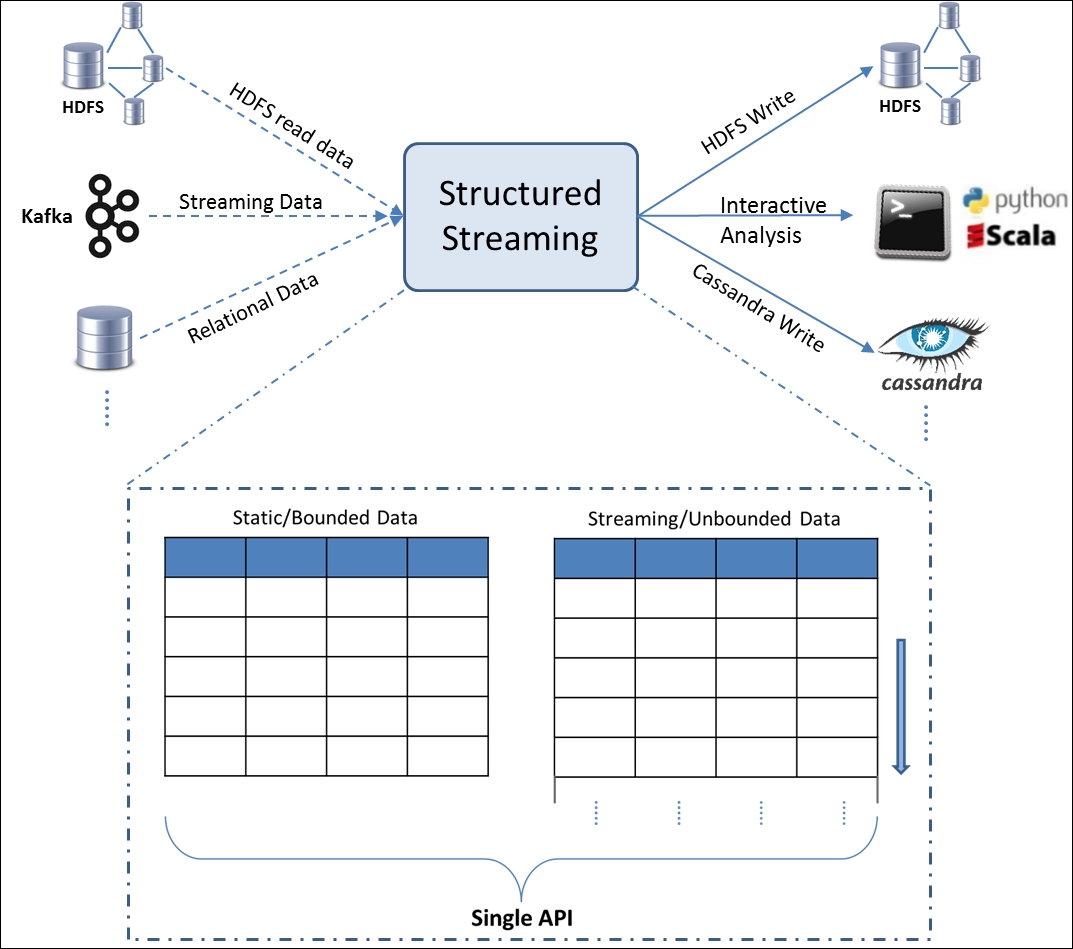 HDFS
HDFS read data
Kafka
Streaming Data
Relational Data
Structured
Streaming
HDFS Write
HDFS
Interactive
Analysis
>_
python
Scala
Cassandra Write
cassandra
Static/Bounded Data
Streaming/Unbounded Data
Single API